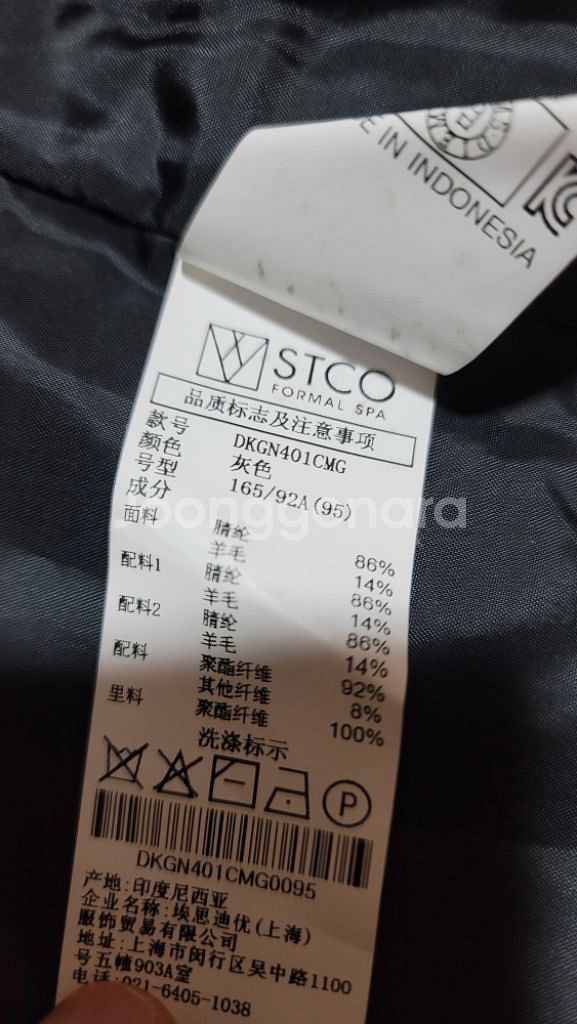 IN INDONESIA
STCO
FORMAL SPA
品质标志及注意事项
款号 DKGN401CMG
颜色 灰色
号型 165/92A(95)
成分
面料 腈纶 86%
羊毛 14%
配料1 腈纶 86%
羊毛 14%
配料2 腈纶 86%
羊毛 14%
配料 聚酯纤维 92%
其他纤维 8%
里料 聚酯纤维 100%
洗涤标示
P
DKGN401CMG0095
产地:印度尼西亚
企业名称:埃思迪优(上海)
服饰贸易有限公司
地址:上海市闵行区吴中路1100
号五幢903A室
电话:021-6405-1038
Joonggonara